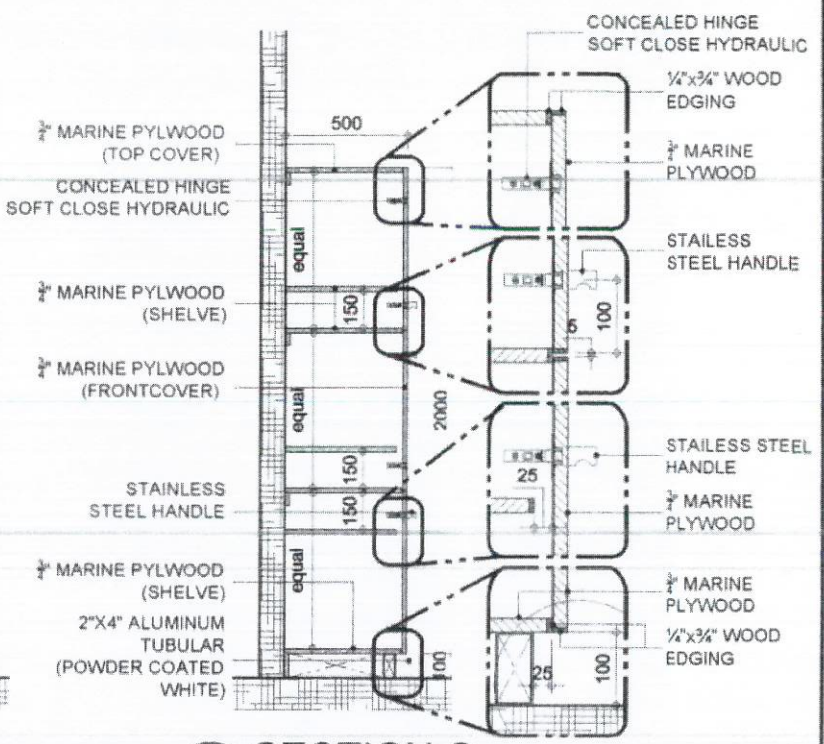 CONCEALED HINGE
SOFT CLOSE HYDRAULIC
¼"x¾" WOOD
EDGING
¾" MARINE PYLWOOD
(TOP COVER)
500
¾" MARINE
PLYWOOD
CONCEALED HINGE
SOFT CLOSE HYDRAULIC
equal
STAILESS
STEEL HANDLE
¾" MARINE PYLWOOD
(SHELVE)
150
5
100
¾" MARINE PYLWOOD
(FRONTCOVER)
equal
2000
STAILESS STEEL
HANDLE
150
25
STAINLESS
STEEL HANDLE
150
¾" MARINE
PLYWOOD
¾" MARINE PYLWOOD
(SHELVE)
equal
¾" MARINE
PLYWOOD
2"X4" ALUMINUM
TUBULAR
(POWDER COATED
WHITE)
100
¼"x¾" WOOD
EDGING
25
100